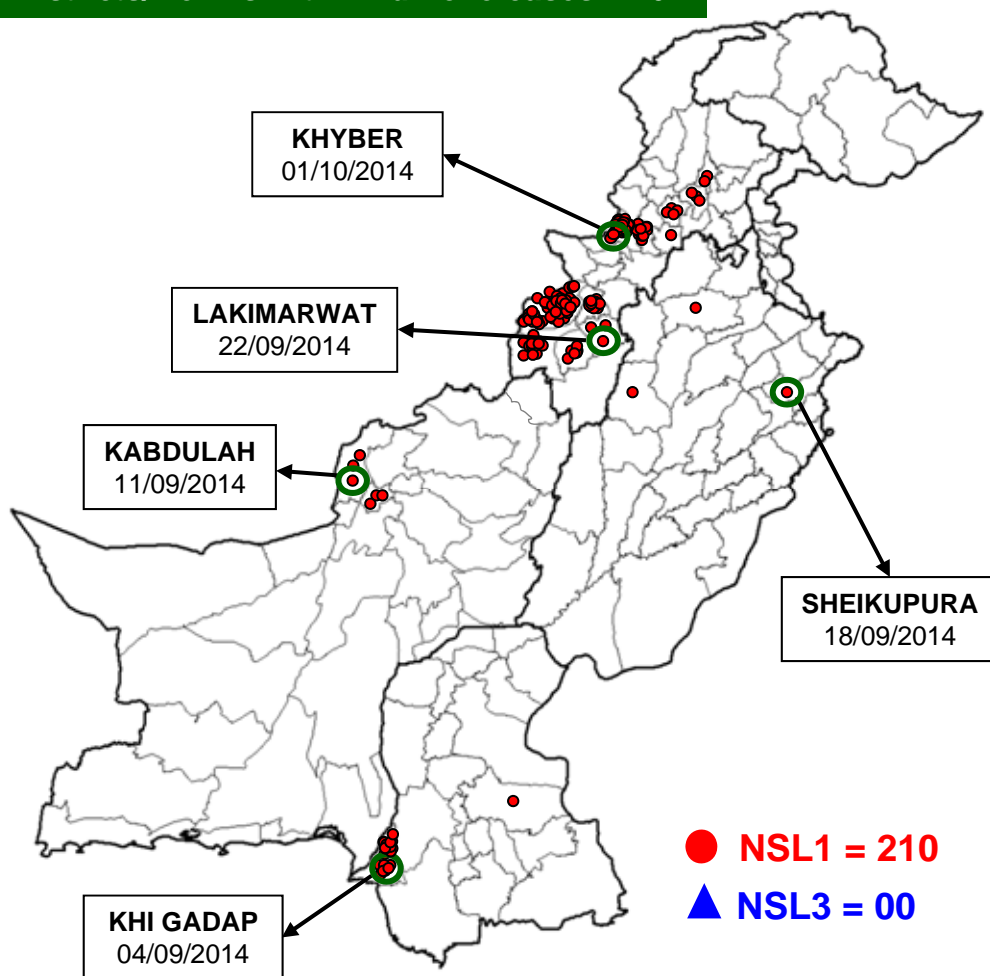 KHYBER
01/10/2014
LAKIMARWAT
22/09/2014
KABDULAH
11/09/2014
SHEIKUPURA
18/09/2014
NSL1 = 210
NSL3 = 00
KHI GADAP
04/09/2014